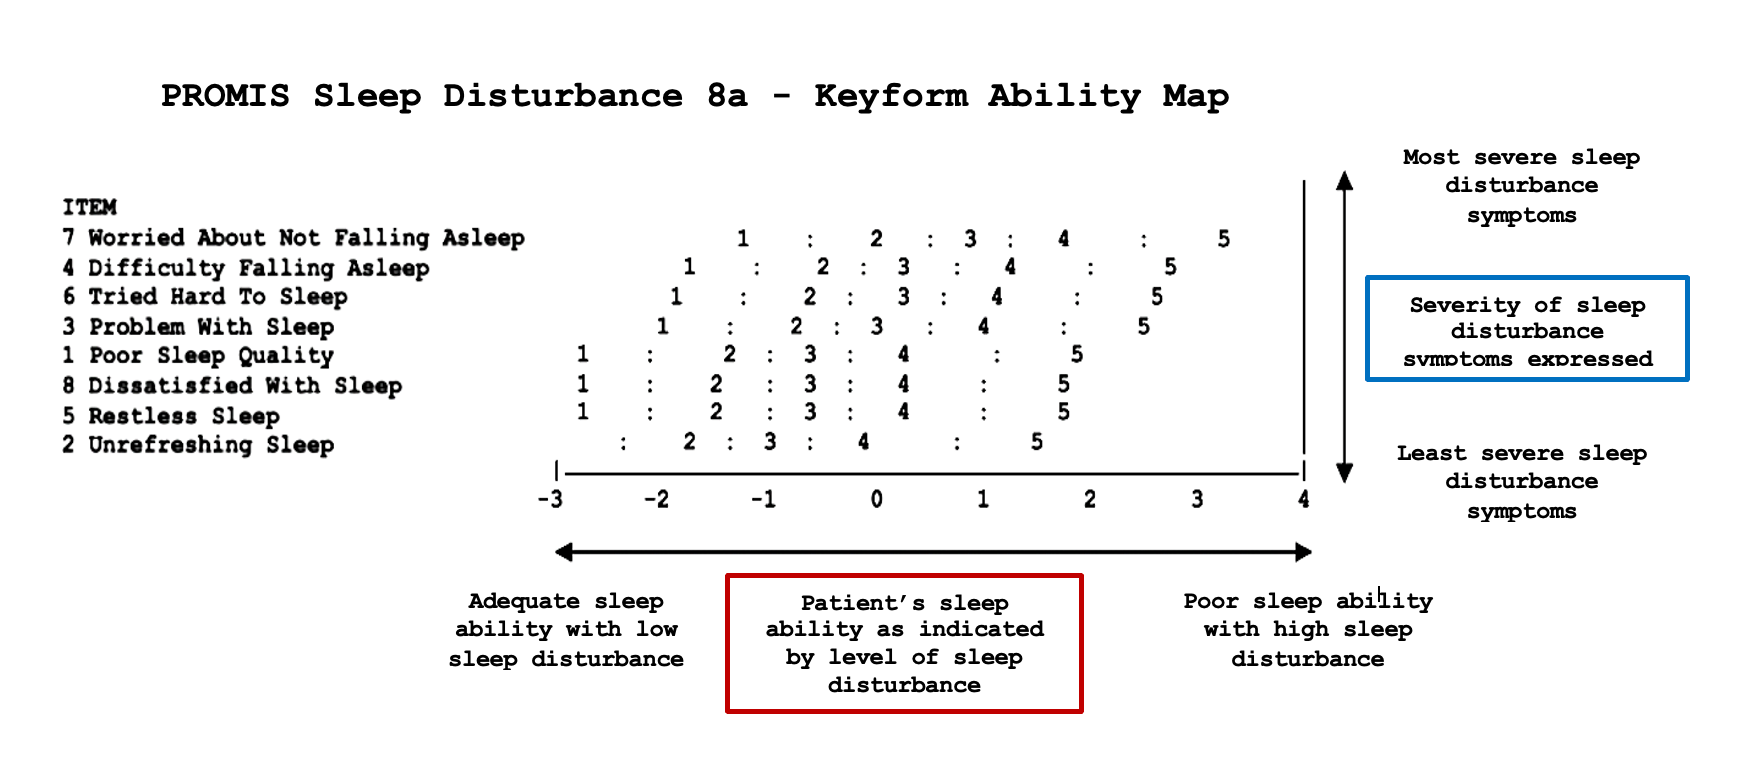 PROMIS Sleep Disturbance 8a - Keyform Ability Map
Most severe sleep
disturbance
symptoms
ITEM
7 Worried About Not Falling Asleep 1 : 2 : 3 : 4 : 5
4 Difficulty Falling Asleep 1 : 2 : 3 : 4 : 5
6 Tried Hard To Sleep 1 : 2 : 3 : 4 : 5
3 Problem With Sleep 1 : 2 : 3 : 4 : 5
1 Poor Sleep Quality 1 : 2 : 3 : 4 : 5
8 Dissatisfied With Sleep 1 : 2 : 3 : 4 : 5
5 Restless Sleep 1 : 2 : 3 : 4 : 5
2 Unrefreshing Sleep : 2 : 3 : 4 : 5
Severity of sleep
disturbance
symptoms expressed
Least severe sleep
disturbance
symptoms
-3 -2 -1 0 1 2 3 4
Adequate sleep
ability with low
sleep disturbance
Patient’s sleep
ability as indicated
by level of sleep
disturbance
Poor sleep ability
with high sleep
disturbance